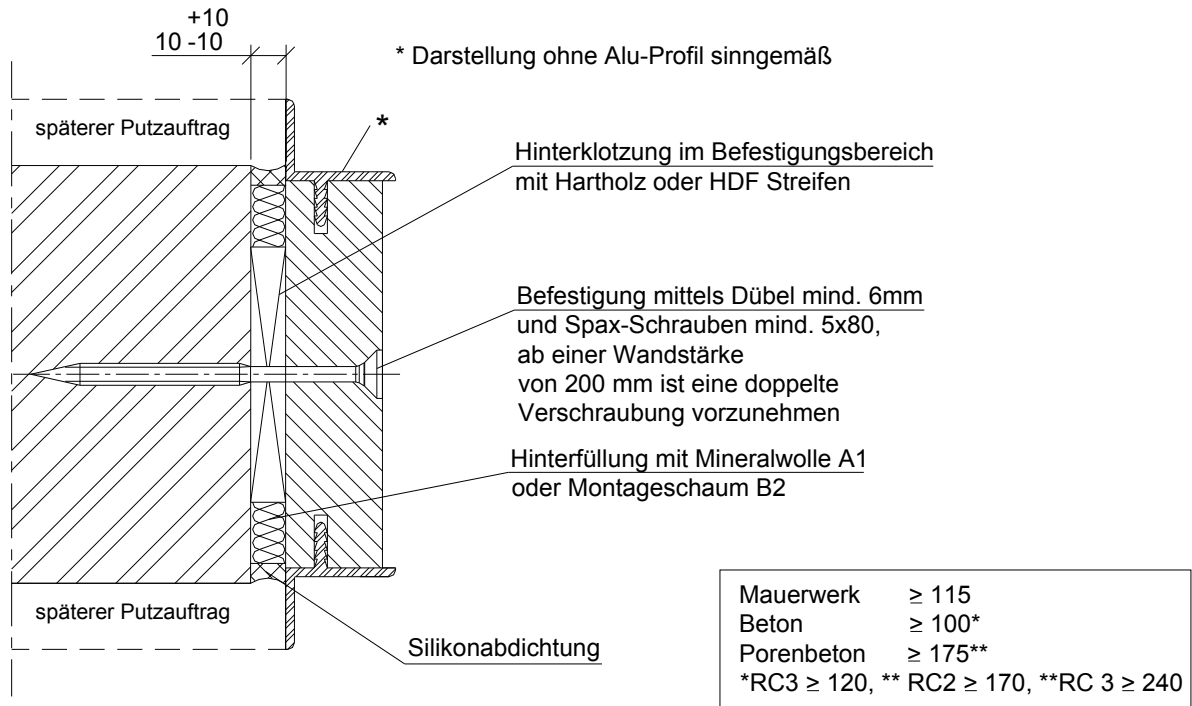 +10
10 -10
* Darstellung ohne Alu-Profil sinngemäß
späterer Putzauftrag
*
Hinterklotzung im Befestigungsbereich
mit Hartholz oder HDF Streifen
Befestigung mittels Dübel mind. 6mm
und Spax-Schrauben mind. 5x80,
ab einer Wandstärke
von 200 mm ist eine doppelte
Verschraubung vorzunehmen
Hinterfüllung mit Mineralwolle A1
oder Montageschaum B2
späterer Putzauftrag
Silikonabdichtung
Mauerwerk ≥ 115
Beton ≥ 100*
Porenbeton ≥ 175**
*RC3 ≥ 120, ** RC2 ≥ 170, **RC 3 ≥ 240